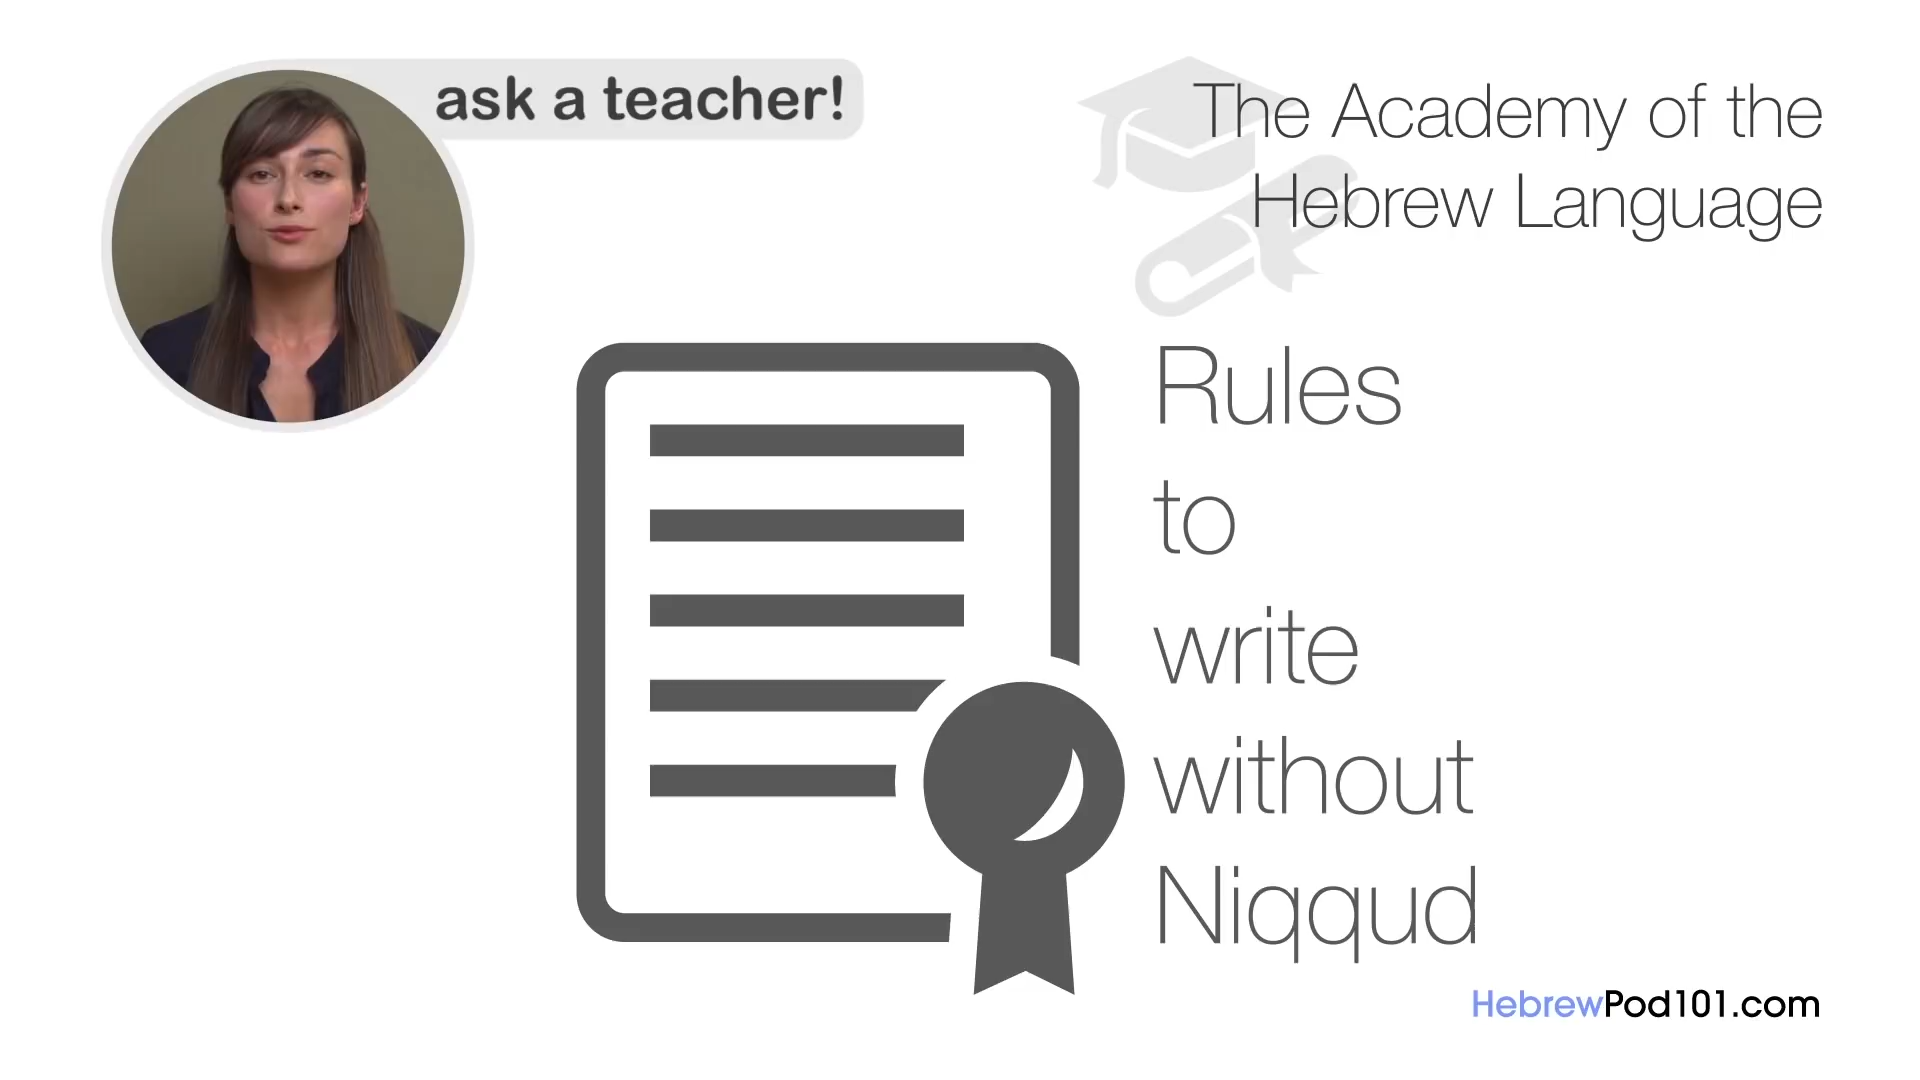 ask a teacher!
The Academy of the
Hebrew Language
Rules
to
write
without
Niqqud
HebrewPod101.com